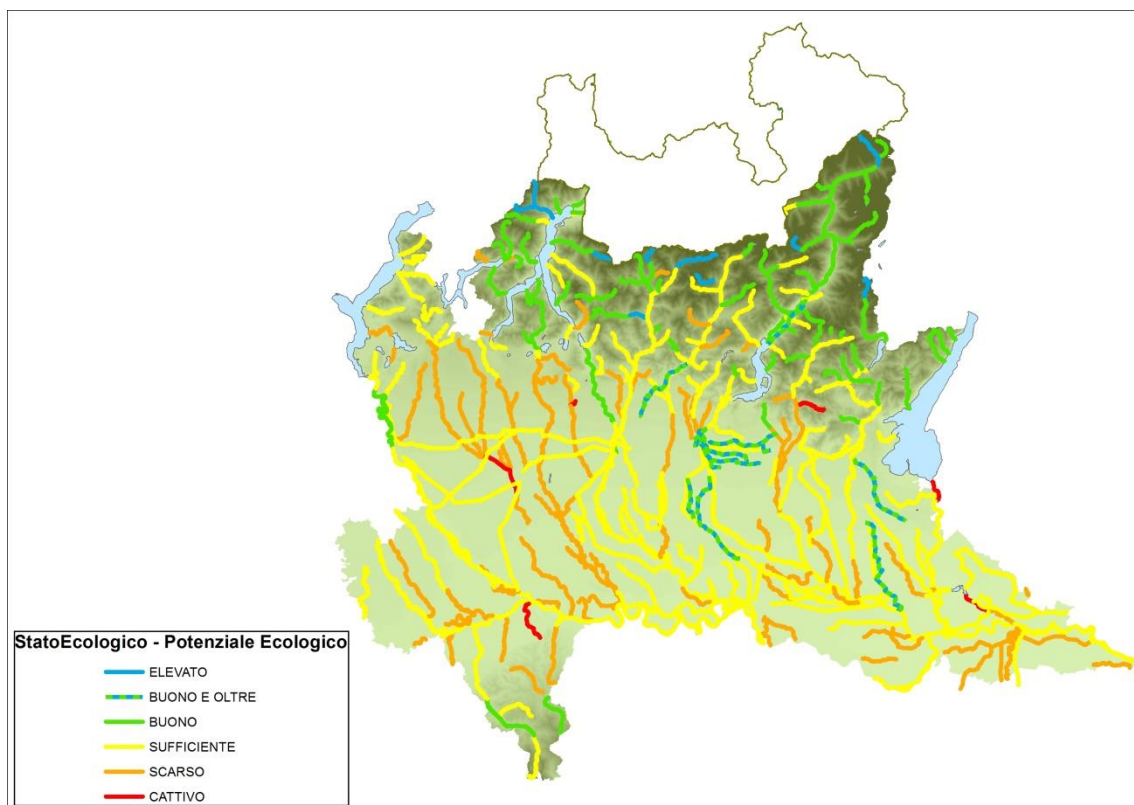 StatoEcologico - Potenziale Ecologico
ELEVATO
BUONO E OLTRE
BUONO
SUFFICIENTE
SCARSO
CATTIVO